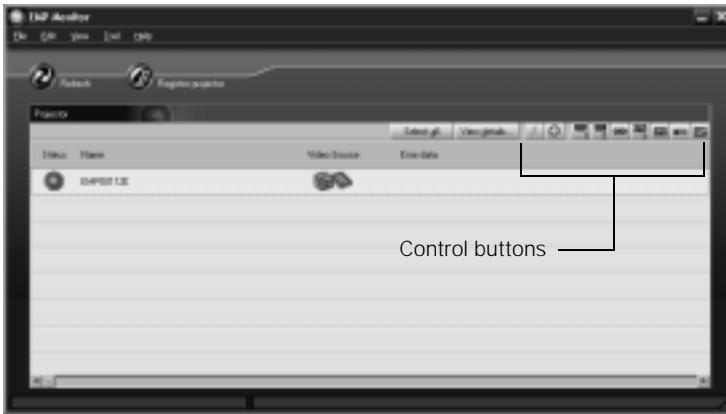 EMP Monitor
File Edit View Tool Help
Refresh Register projector
Projector
Select all View details...
Status Name Video Source Error data
Control buttons